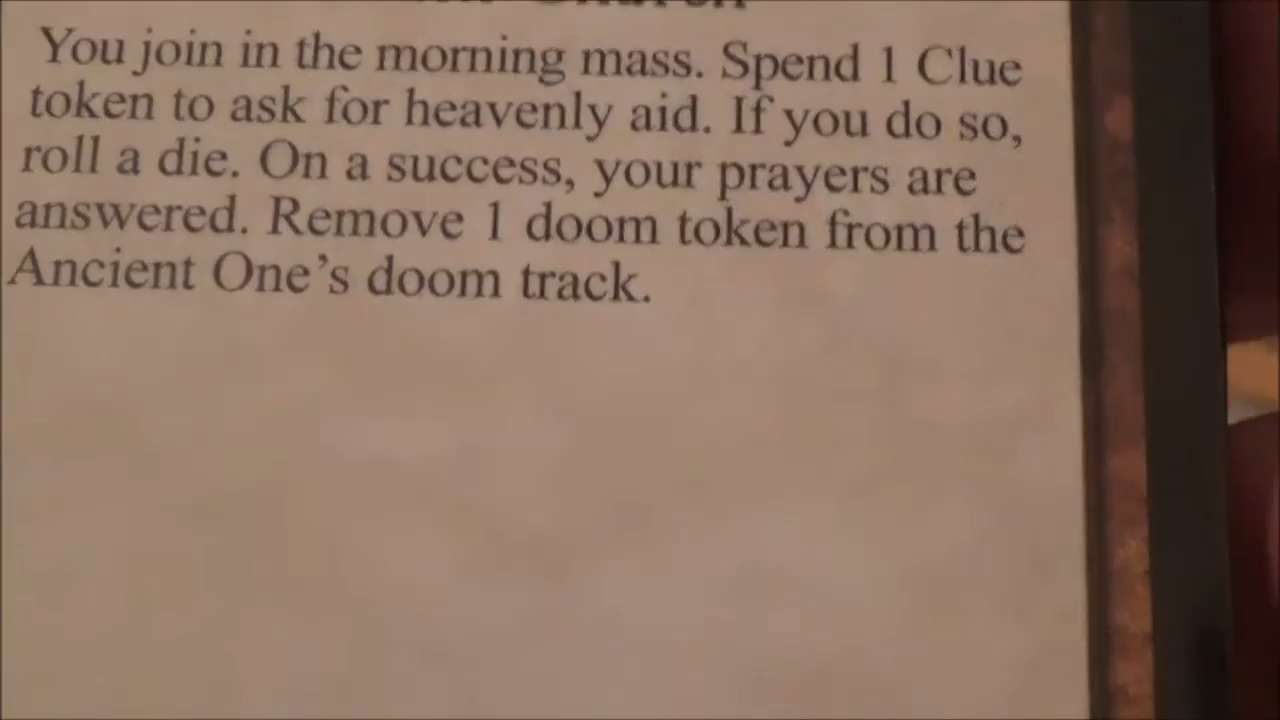 You join in the morning mass. Spend 1 Clue
token to ask for heavenly aid. If you do so,
roll a die. On a success, your prayers are
answered. Remove 1 doom token from the
Ancient One’s doom track.